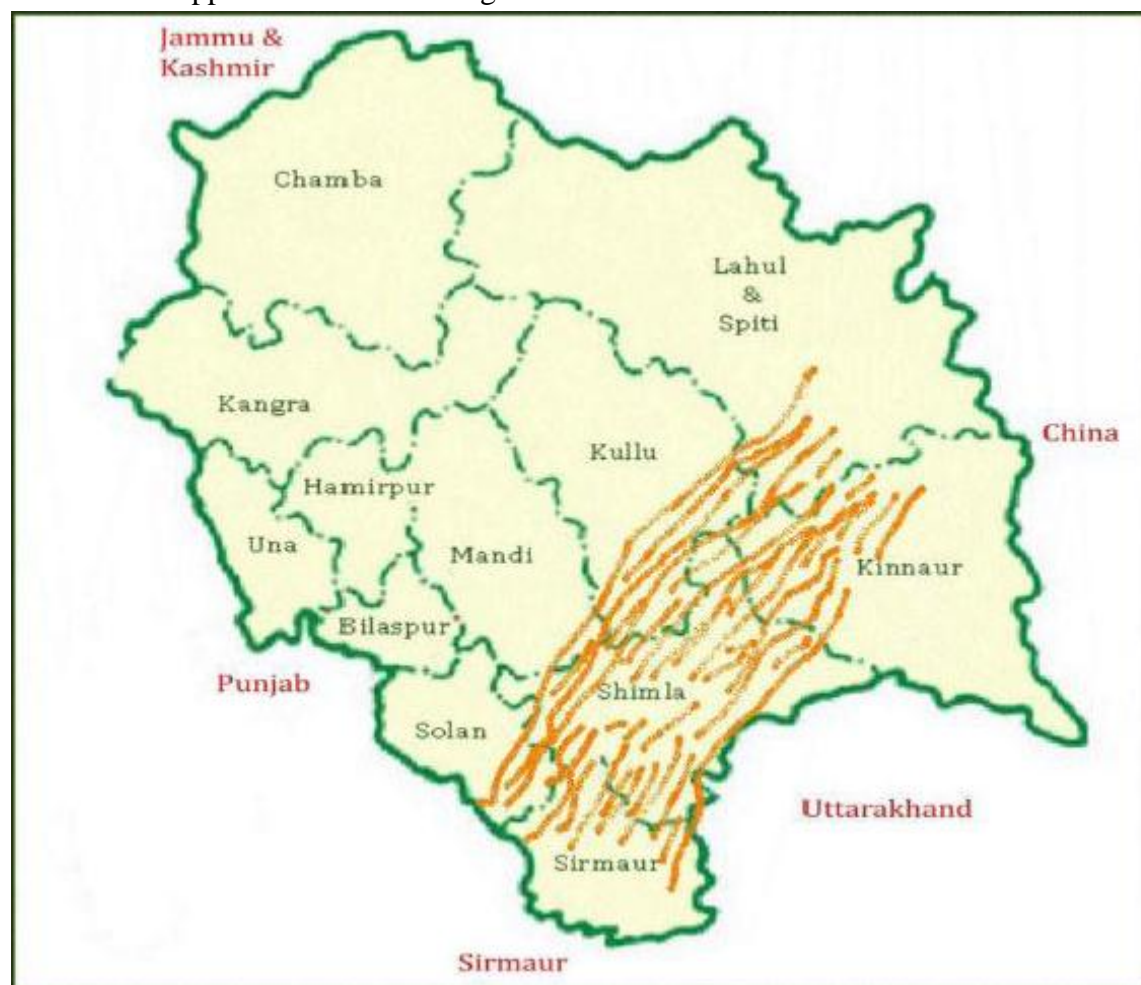 Jammu &
Kashmir
Chamba
Lahul
&
Spiti
Kangra
China
Kullu
Hamirpur
Una
Mandi
Kinnaur
Bilaspur
Punjab
Shimla
Solan
Uttarakhand
Sirmaur
Sirmaur